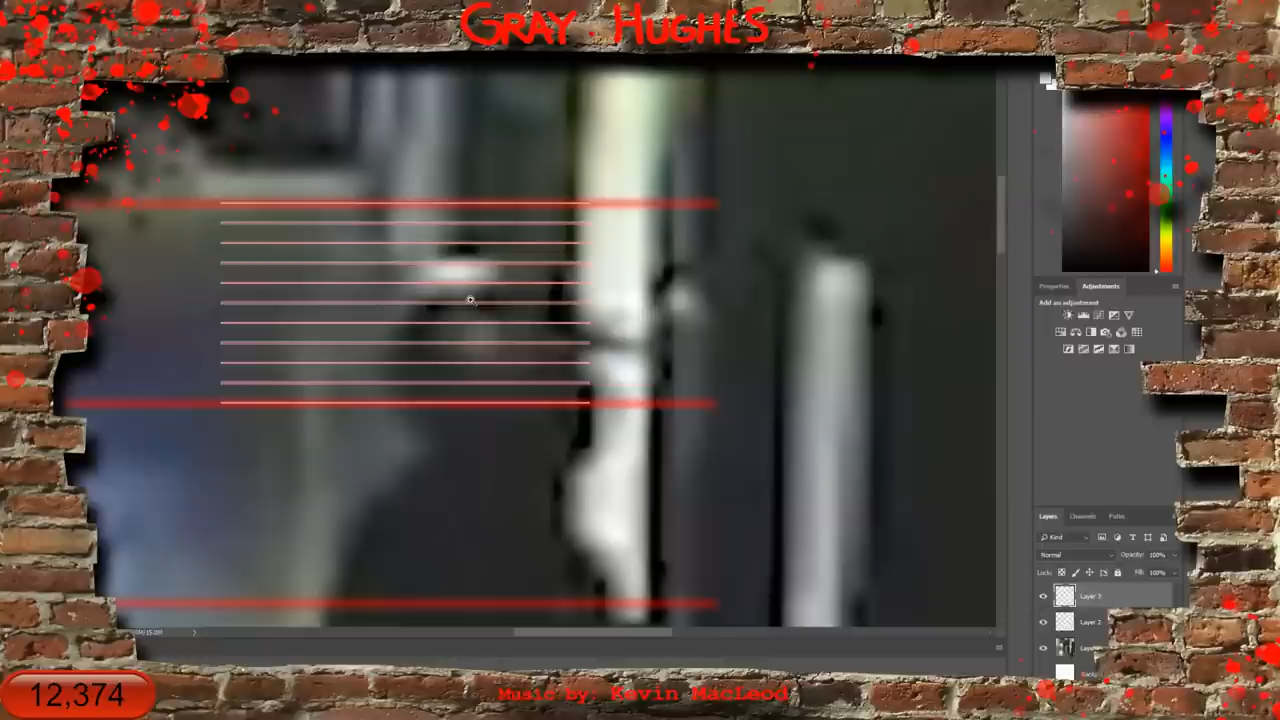 GRAY HUGHES
Properties Adjustments
Add an adjustment
Layers Channels Paths
Kind
Normal Opacity: 100%
Lock: Fill: 100%
Layer 3
Layer 2
12,374
Music by: Kevin MacLeod